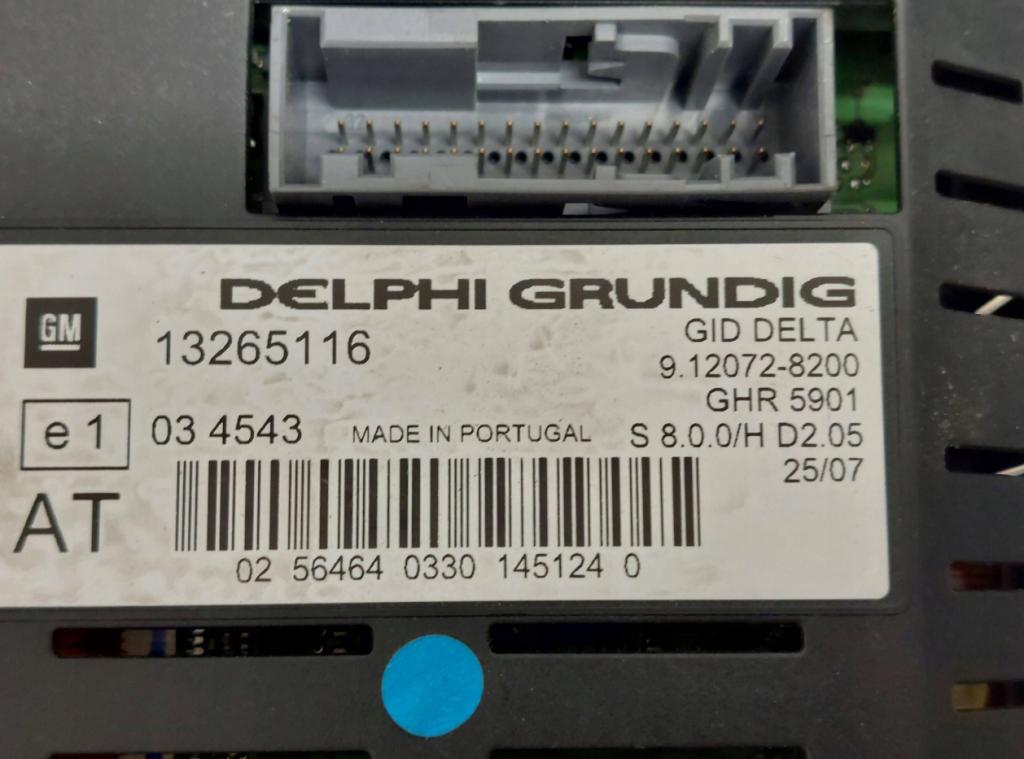 DELPHI GRUNDIG
GM
13265116
GID DELTA
9.12072-8200
GHR 5901
e1
03 4543
MADE IN PORTUGAL
S 8.0.0/H D2.05
25/07
AT
02 56464 0330 145124 0